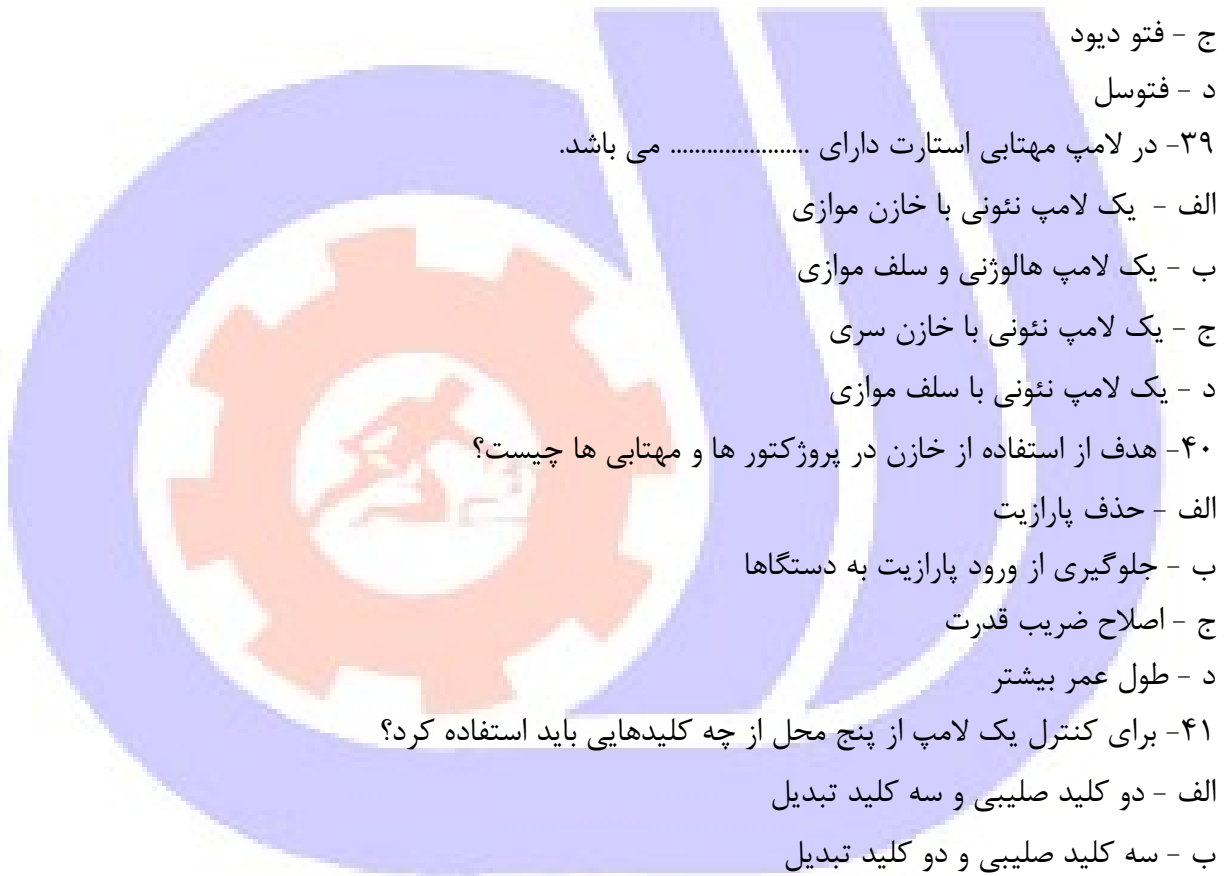 ج - فتو دیود
د - فتوسل
۳۹- در لامپ مهتابی استارت دارای ....................... می باشد.
الف - یک لامپ نئونی با خازن موازی
ب - یک لامپ هالوژنی و سلف موازی
ج - یک لامپ نئونی با خازن سری
د - یک لامپ نئونی با سلف موازی
۴۰- هدف از استفاده از خازن در پروژکتور ها و مهتابی ها چیست؟
الف - حذف پارازیت
ب - جلوگیری از ورود پارازیت به دستگاها
ج - اصلاح ضریب قدرت
د - طول عمر بیشتر
۴۱- برای کنترل یک لامپ از پنج محل از چه کلیدهایی باید استفاده کرد؟
الف - دو کلید صلیبی و سه کلید تبدیل
ب - سه کلید صلیبی و دو کلید تبدیل